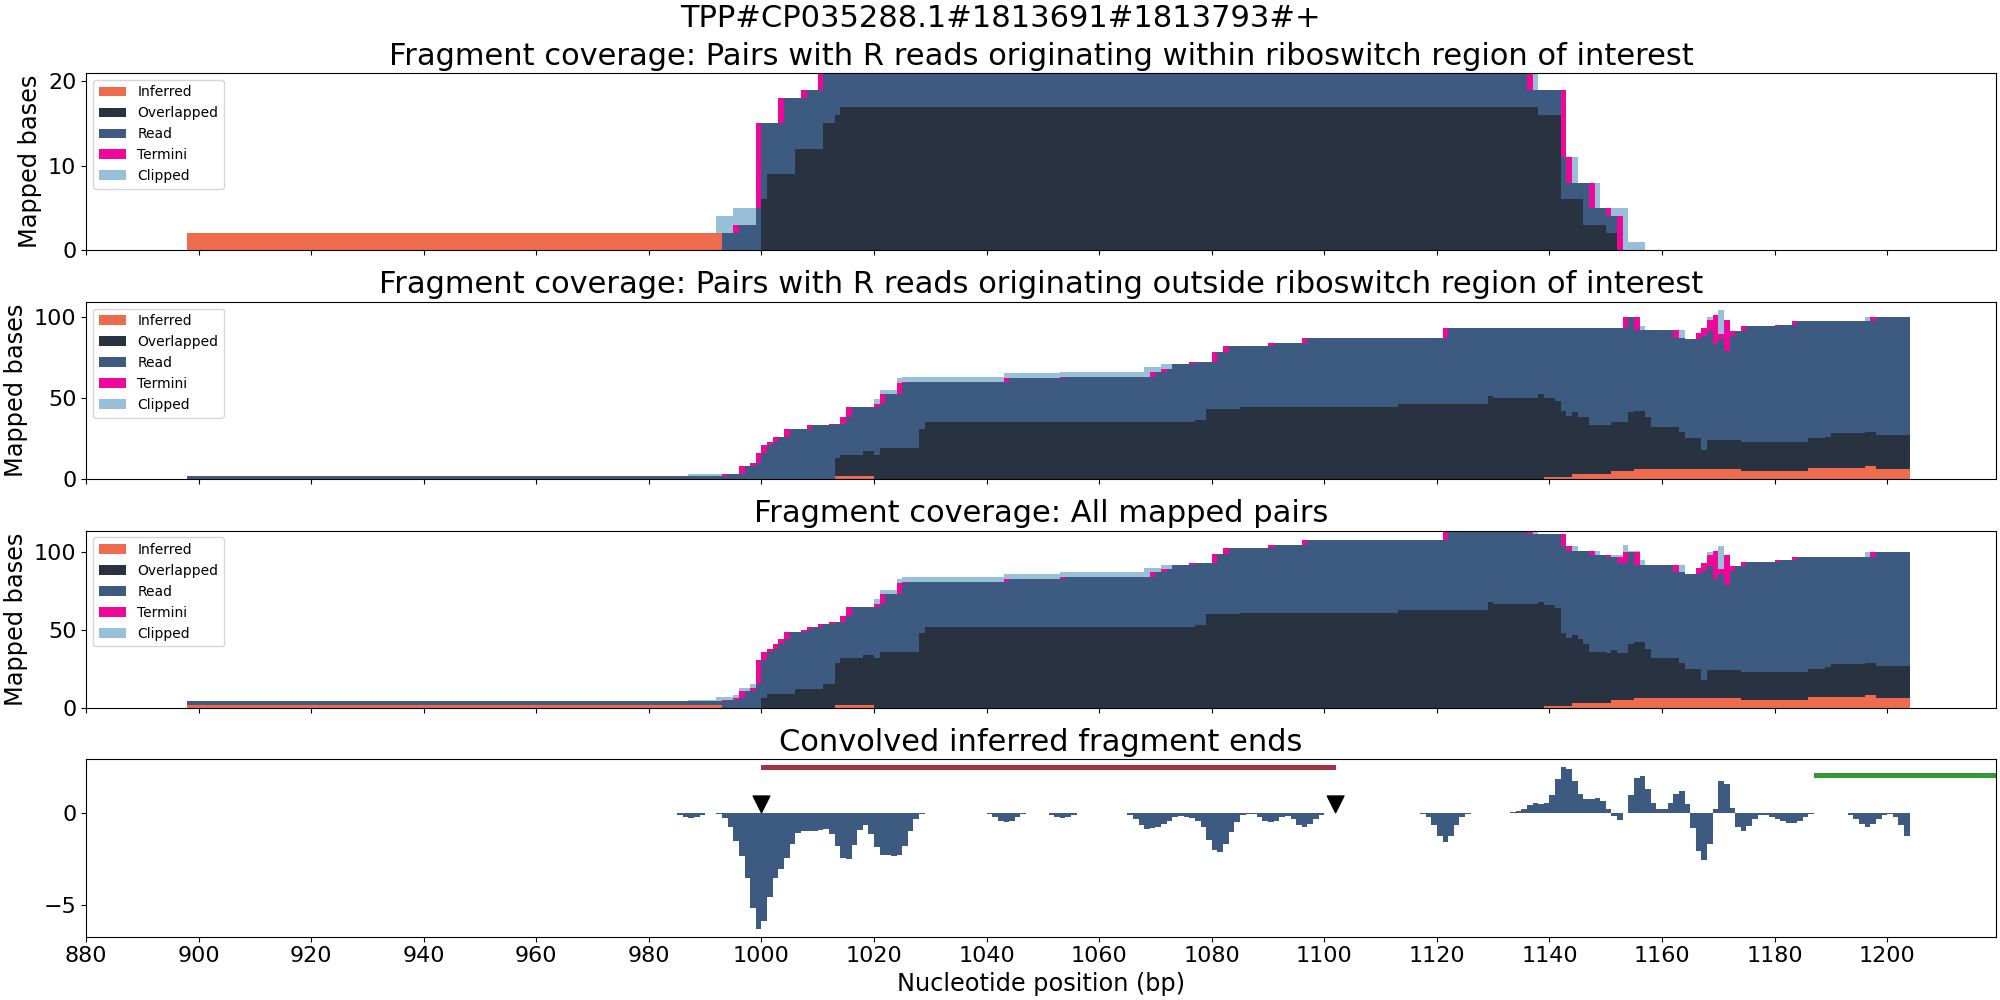 TPP#CP035288.1#1813691#1813793#+
Fragment coverage: Pairs with R reads originating within riboswitch region of interest
Mapped bases
20
10
0
Inferred
Overlapped
Read
Termini
Clipped
Fragment coverage: Pairs with R reads originating outside riboswitch region of interest
Mapped bases
100
50
0
Inferred
Overlapped
Read
Termini
Clipped
Fragment coverage: All mapped pairs
Mapped bases
100
50
0
Inferred
Overlapped
Read
Termini
Clipped
Convolved inferred fragment ends
0
−5
880 900 920 940 960 980 1000 1020 1040 1060 1080 1100 1120 1140 1160 1180 1200
Nucleotide position (bp)